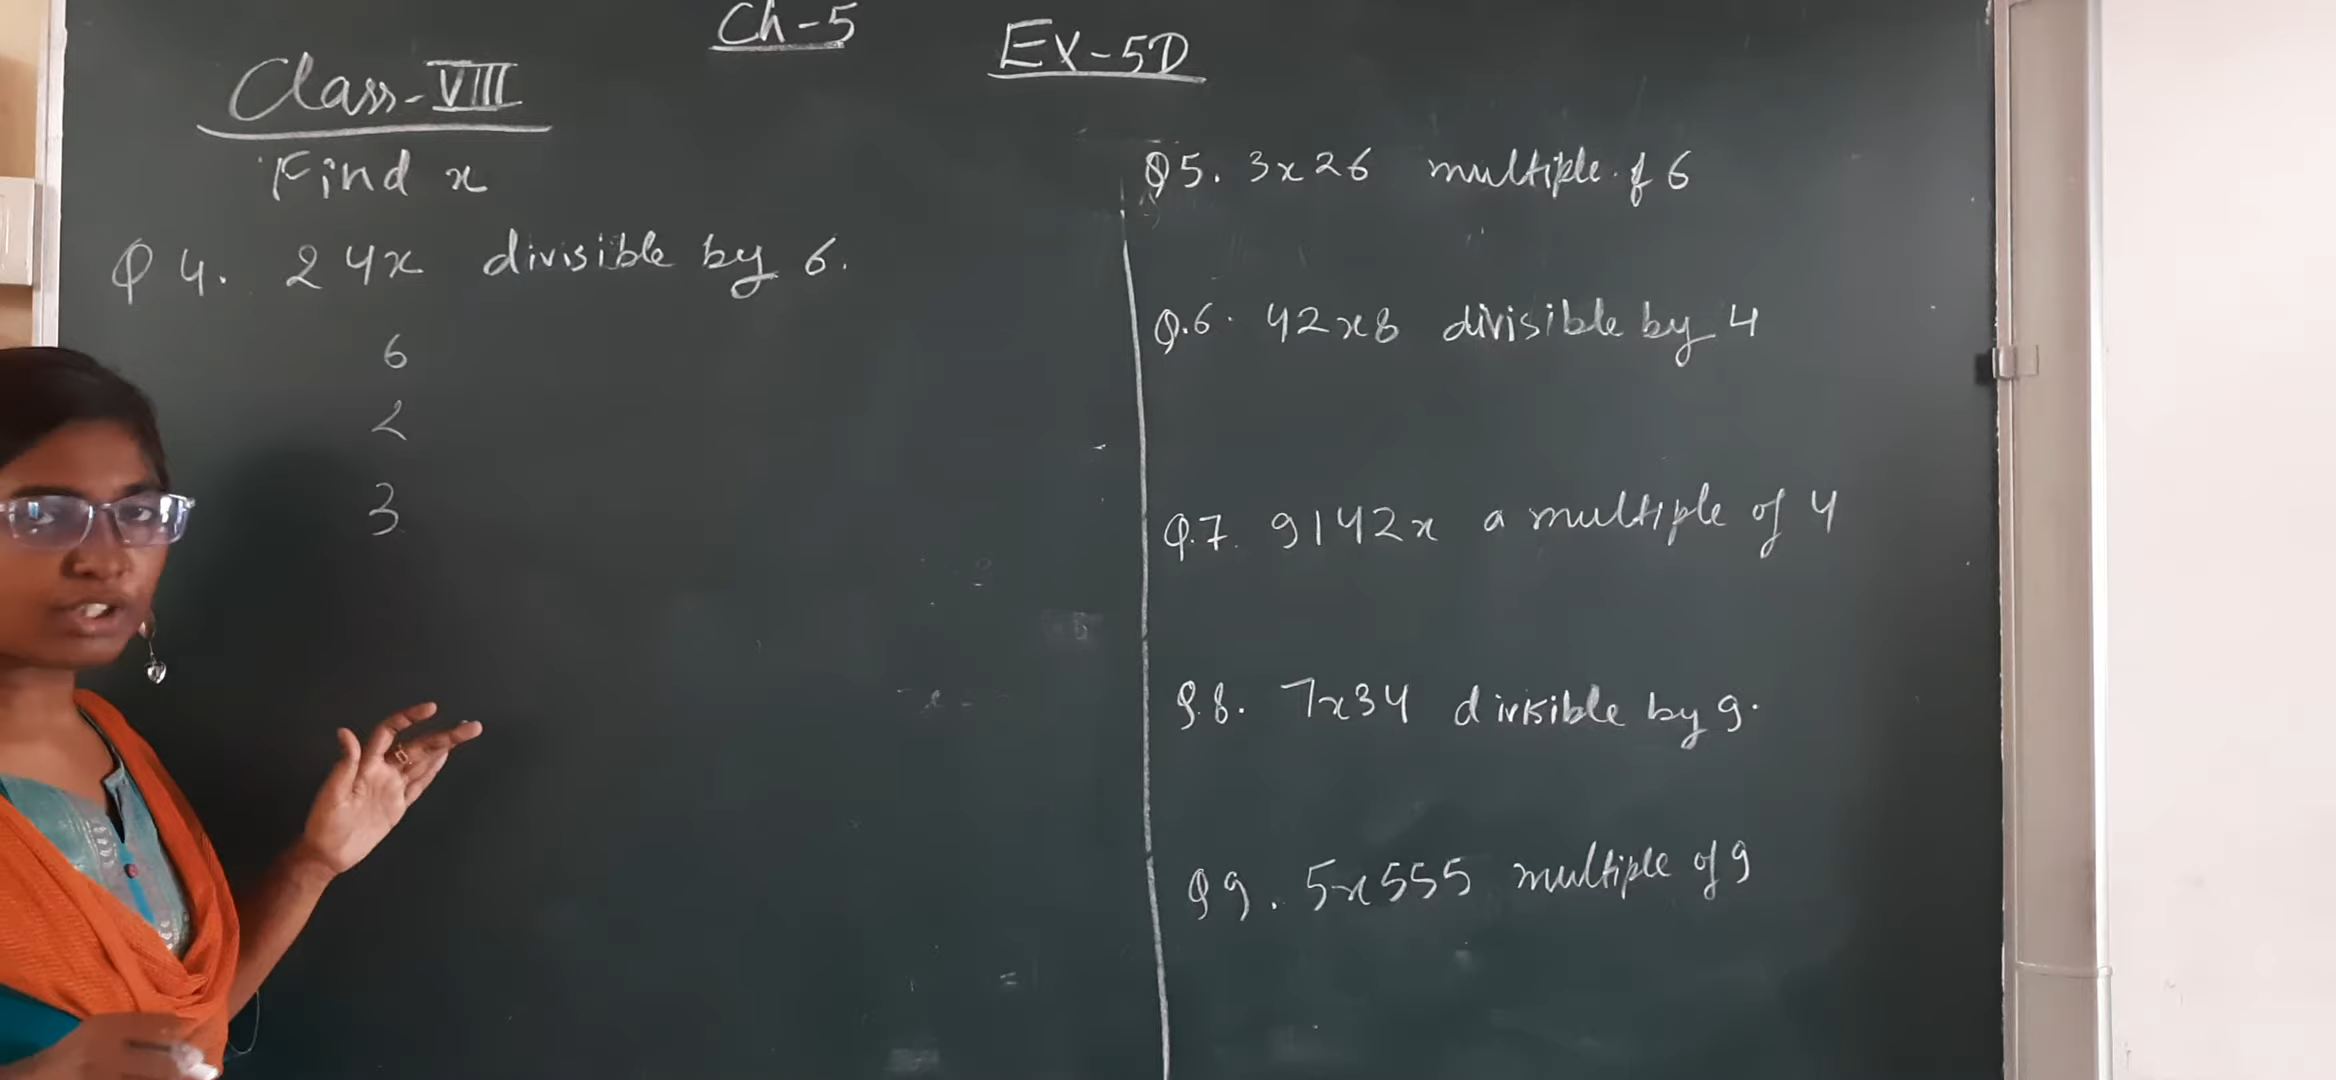 Ch-5
Ex-5D
Class-VIII
Find x
Q 4. 24x divisible by 6.
6
2
3
Q5. 3x26 multiple of 6
Q.6. 42x8 divisible by 4
Q.7. 9142x a multiple of 4
Q.8. 7x34 divisible by 9.
Q9. 5x555 multiple of 9